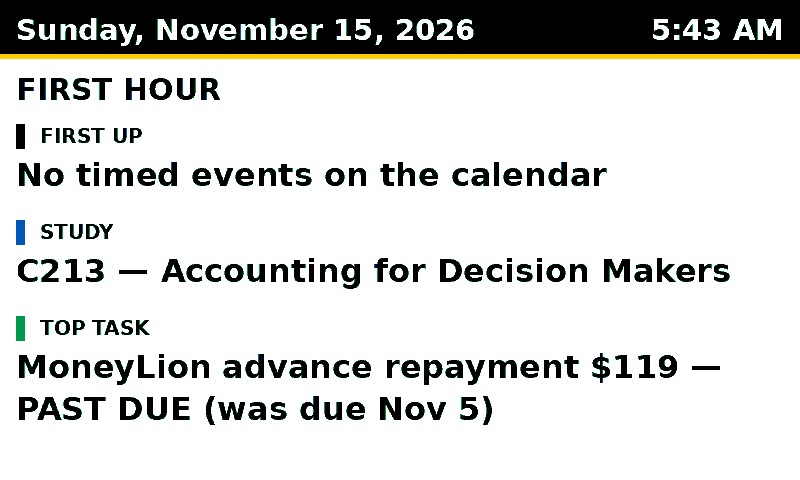 Sunday, November 15, 2026 5:43 AM
FIRST HOUR
FIRST UP
No timed events on the calendar
STUDY
C213 — Accounting for Decision Makers
TOP TASK
MoneyLion advance repayment $119 —
PAST DUE (was due Nov 5)